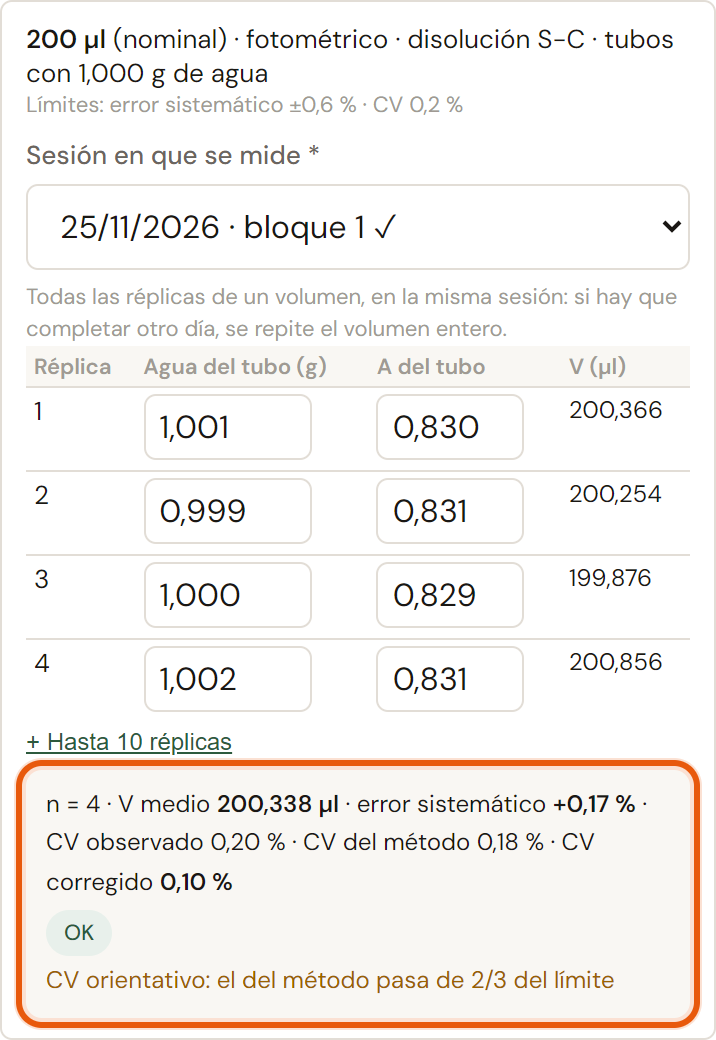 200 µl (nominal) · fotométrico · disolución S-C · tubos
con 1,000 g de agua
Límites: error sistemático ±0,6 % · CV 0,2 %
Sesión en que se mide *
25/11/2026 · bloque 1 ✓
Todas las réplicas de un volumen, en la misma sesión: si hay que
completar otro día, se repite el volumen entero.
Réplica Agua del tubo (g) A del tubo V (µl)
1 1,001 0,830 200,366
2 0,999 0,831 200,254
3 1,000 0,829 199,876
4 1,002 0,831 200,856
+ Hasta 10 réplicas
n = 4 · V medio 200,338 µl · error sistemático +0,17 % ·
CV observado 0,20 % · CV del método 0,18 % · CV
corregido 0,10 %
OK
CV orientativo: el del método pasa de 2/3 del límite